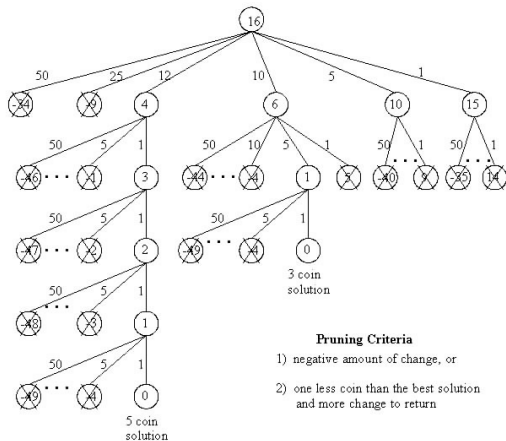 16
50 25 12 10 5 1
-34 -9 4 6 10 15
50 5 1 50 10 5 1 50 1 50 1
-46 -1 3 -44 -4 1 5 -40 9 -35 14
50 5 1 50 5 1
-47 -2 2 -49 -4 0
3 coin
solution
50 5 1
-48 -3 1
50 5 1
-49 -4 0
5 coin
solution
Pruning Criteria
1) negative amount of change, or
2) one less coin than the best solution
and more change to return